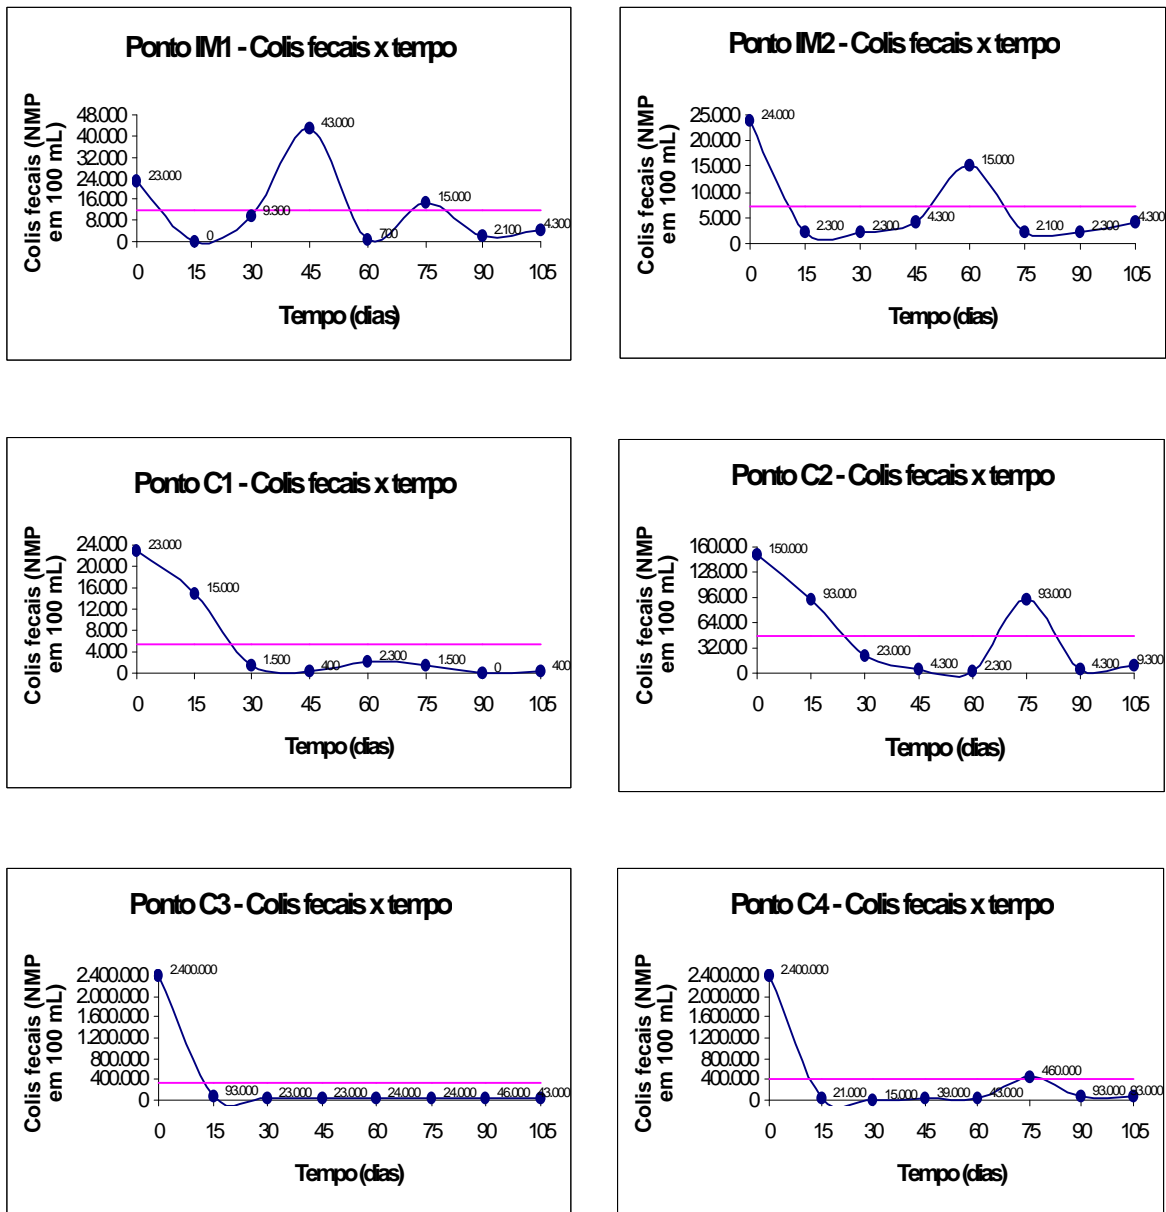 Ponto IM1 - Colis fecais x tempo
Colis fecais (NMP
em 100 mL)
48.000
40.000
32.000
24.000
16.000
8.000
0
23.000
0
9.300
43.000
700
15.000
2.100
4.300
0 15 30 45 60 75 90 105
Tempo (dias)
Ponto IM2 - Colis fecais x tempo
Colis fecais (NMP
em 100 mL)
25.000
20.000
15.000
10.000
5.000
0
24.000
2.300
2.300
4.300
15.000
2.100
2.300
4.300
0 15 30 45 60 75 90 105
Tempo (dias)
Ponto C1 - Colis fecais x tempo
Colis fecais (NMP
em 100 mL)
24.000
20.000
16.000
12.000
8.000
4.000
0
23.000
15.000
1.500
400
2.300
1.500
0
400
0 15 30 45 60 75 90 105
Tempo (dias)
Ponto C2 - Colis fecais x tempo
Colis fecais (NMP
em 100 mL)
160.000
128.000
96.000
64.000
32.000
0
150.000
93.000
23.000
4.300
2.300
93.000
4.300
9.300
0 15 30 45 60 75 90 105
Tempo (dias)
Ponto C3 - Colis fecais x tempo
Colis fecais (NMP
em 100 mL)
2.400.000
2.000.000
1.600.000
1.200.000
800.000
400.000
0
2.400.000
93.000
23.000
23.000
24.000
24.000
46.000
43.000
0 15 30 45 60 75 90 105
Tempo (dias)
Ponto C4 - Colis fecais x tempo
Colis fecais (NMP
em 100 mL)
2.400.000
2.000.000
1.600.000
1.200.000
800.000
400.000
0
2.400.000
21.000
15.000
39.000
43.000
460.000
93.000
93.000
0 15 30 45 60 75 90 105
Tempo (dias)